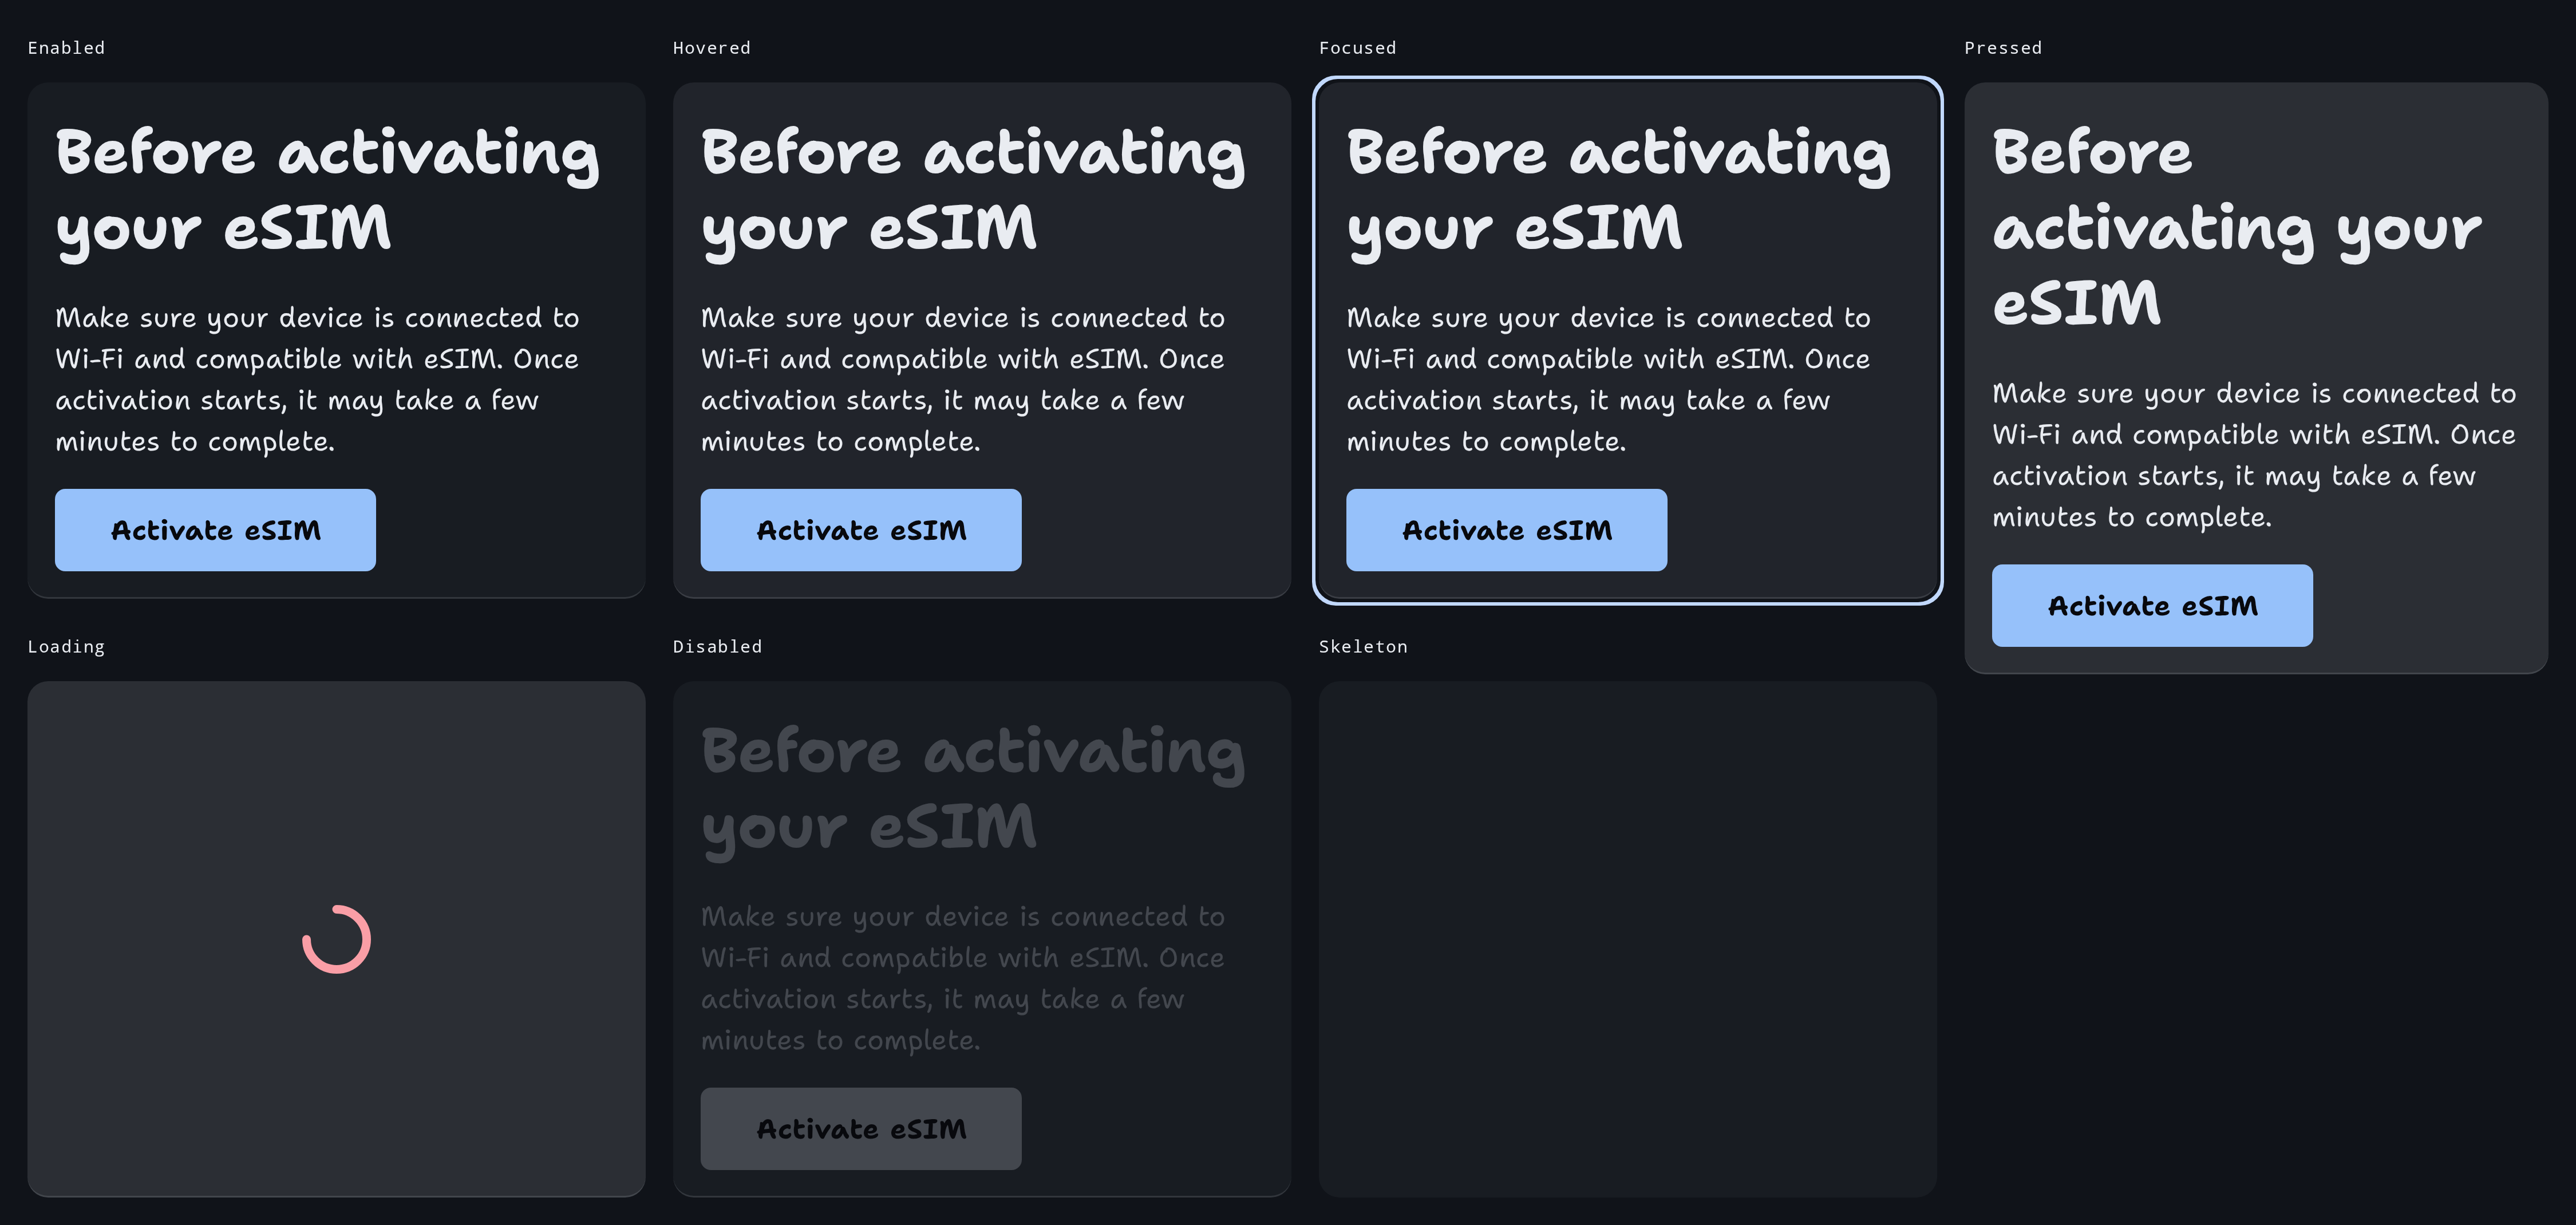 Enabled
Before activating
your eSIM
Make sure your device is connected to
Wi-Fi and compatible with eSIM. Once
activation starts, it may take a few
minutes to complete.
Activate eSIM
Hovered
Before activating
your eSIM
Make sure your device is connected to
Wi-Fi and compatible with eSIM. Once
activation starts, it may take a few
minutes to complete.
Activate eSIM
Focused
Before activating
your eSIM
Make sure your device is connected to
Wi-Fi and compatible with eSIM. Once
activation starts, it may take a few
minutes to complete.
Activate eSIM
Pressed
Before
activating your
eSIM
Make sure your device is connected to
Wi-Fi and compatible with eSIM. Once
activation starts, it may take a few
minutes to complete.
Activate eSIM
Loading
Disabled
Before activating
your eSIM
Make sure your device is connected to
Wi-Fi and compatible with eSIM. Once
activation starts, it may take a few
minutes to complete.
Activate eSIM
Skeleton